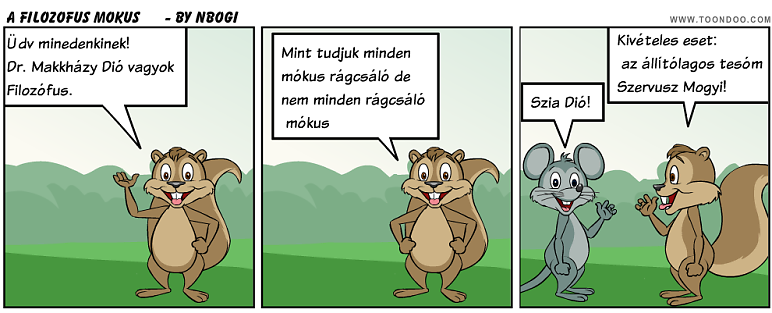 A FILOZOFUS MOKUS - BY NBOGI
WWW.TOONDOO.COM
Üdv minedenkinek!
Dr. Makkházy Dió vagyok
Filozófus.
Mint tudjuk minden
mókus rágcsáló de
nem minden rágcsáló
mókus
Szia Dió!
Kivételes eset:
az állítólagos tesóm
Szervusz Mogyi!